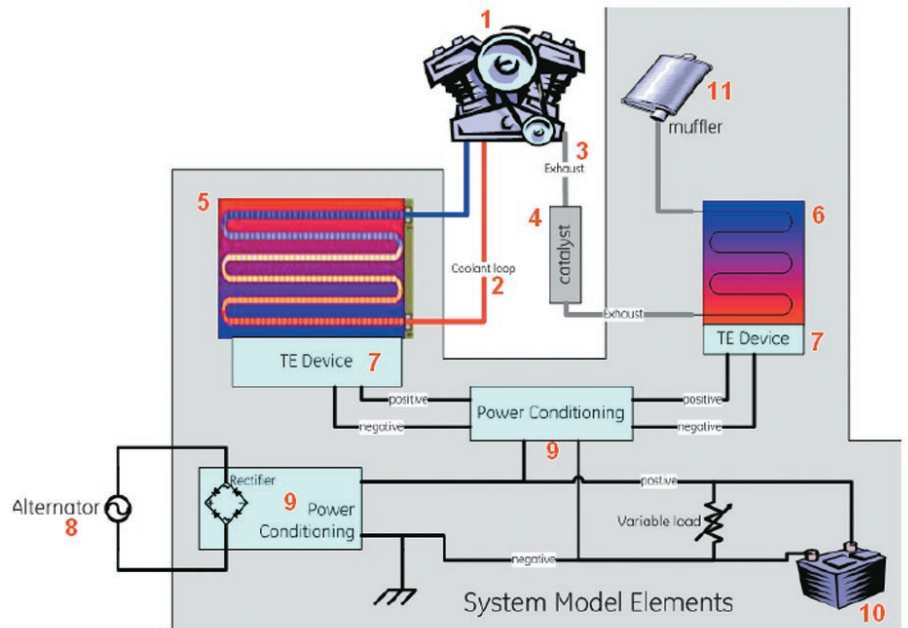 1
11
muffler
3
Exhaust
5
4
catalyst
6
Coolant loop
2
Exhaust
TE Device 7
TE Device 7
positive
Power Conditioning
positive
negative
negative
9
Rectifier
9
Power
Conditioning
positive
Alternator
8
Variable load
negative
System Model Elements
10